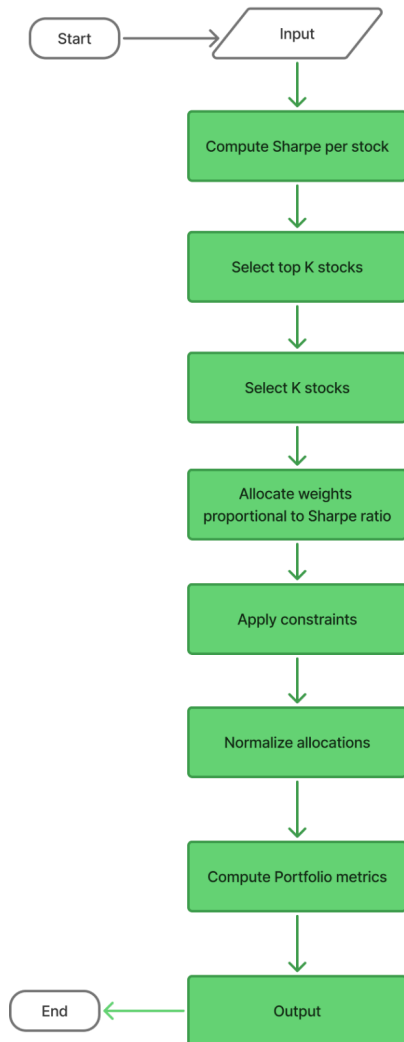 Start
Input
Compute Sharpe per stock
Select top K stocks
Select K stocks
Allocate weights
proportional to Sharpe ratio
Apply constraints
Normalize allocations
Compute Portfolio metrics
End
Output